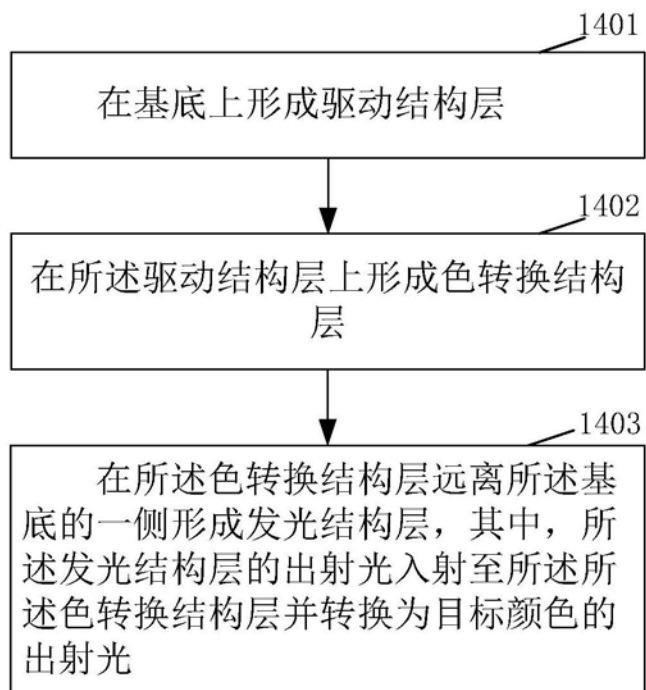 1401
在基底上形成驱动结构层
1402
在所述驱动结构层上形成色转换结构
层
1403
在所述色转换结构层远离所述基
底的一侧形成发光结构层，其中，所
述发光结构层的出射光入射至所述所
述色转换结构层并转换为目标颜色的
出射光